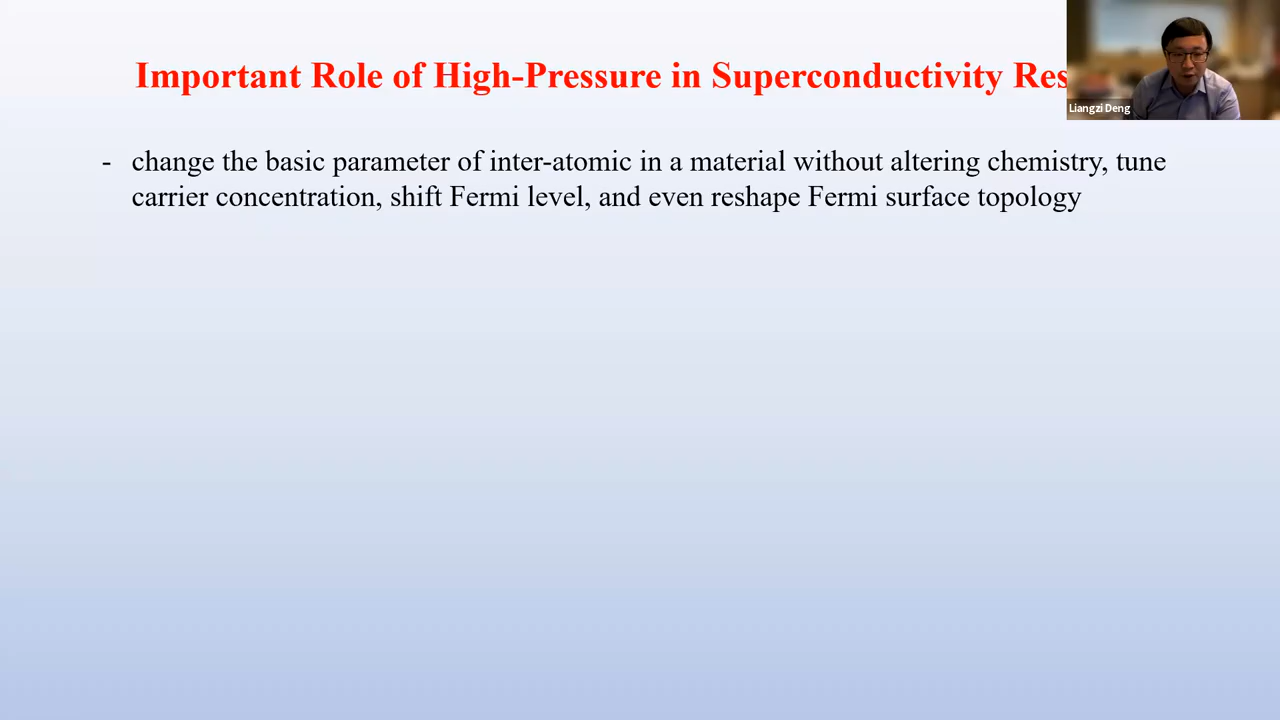 Important Role of High-Pressure in Superconductivity
Liangzi Deng
- change the basic parameter of inter-atomic in a material without altering chemistry, tune
carrier concentration, shift Fermi level, and even reshape Fermi surface topology